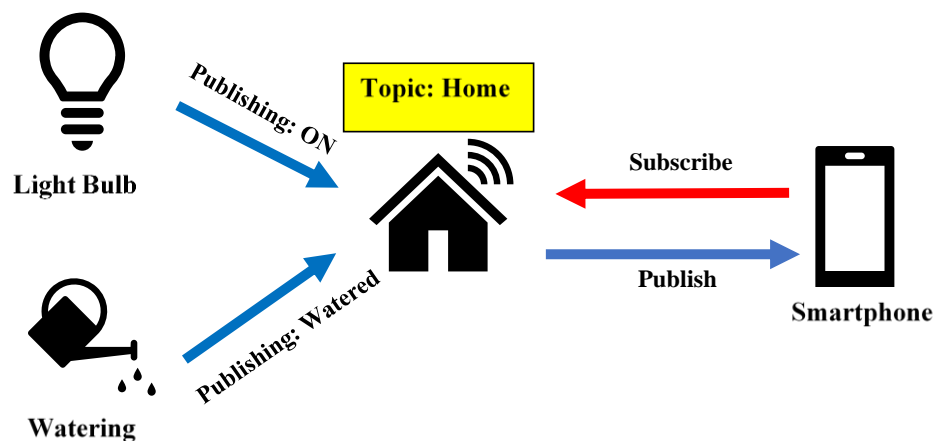 Publishing: ON
Topic: Home
Light Bulb
Subscribe
Publish
Smartphone
Publishing: Watered
Watering